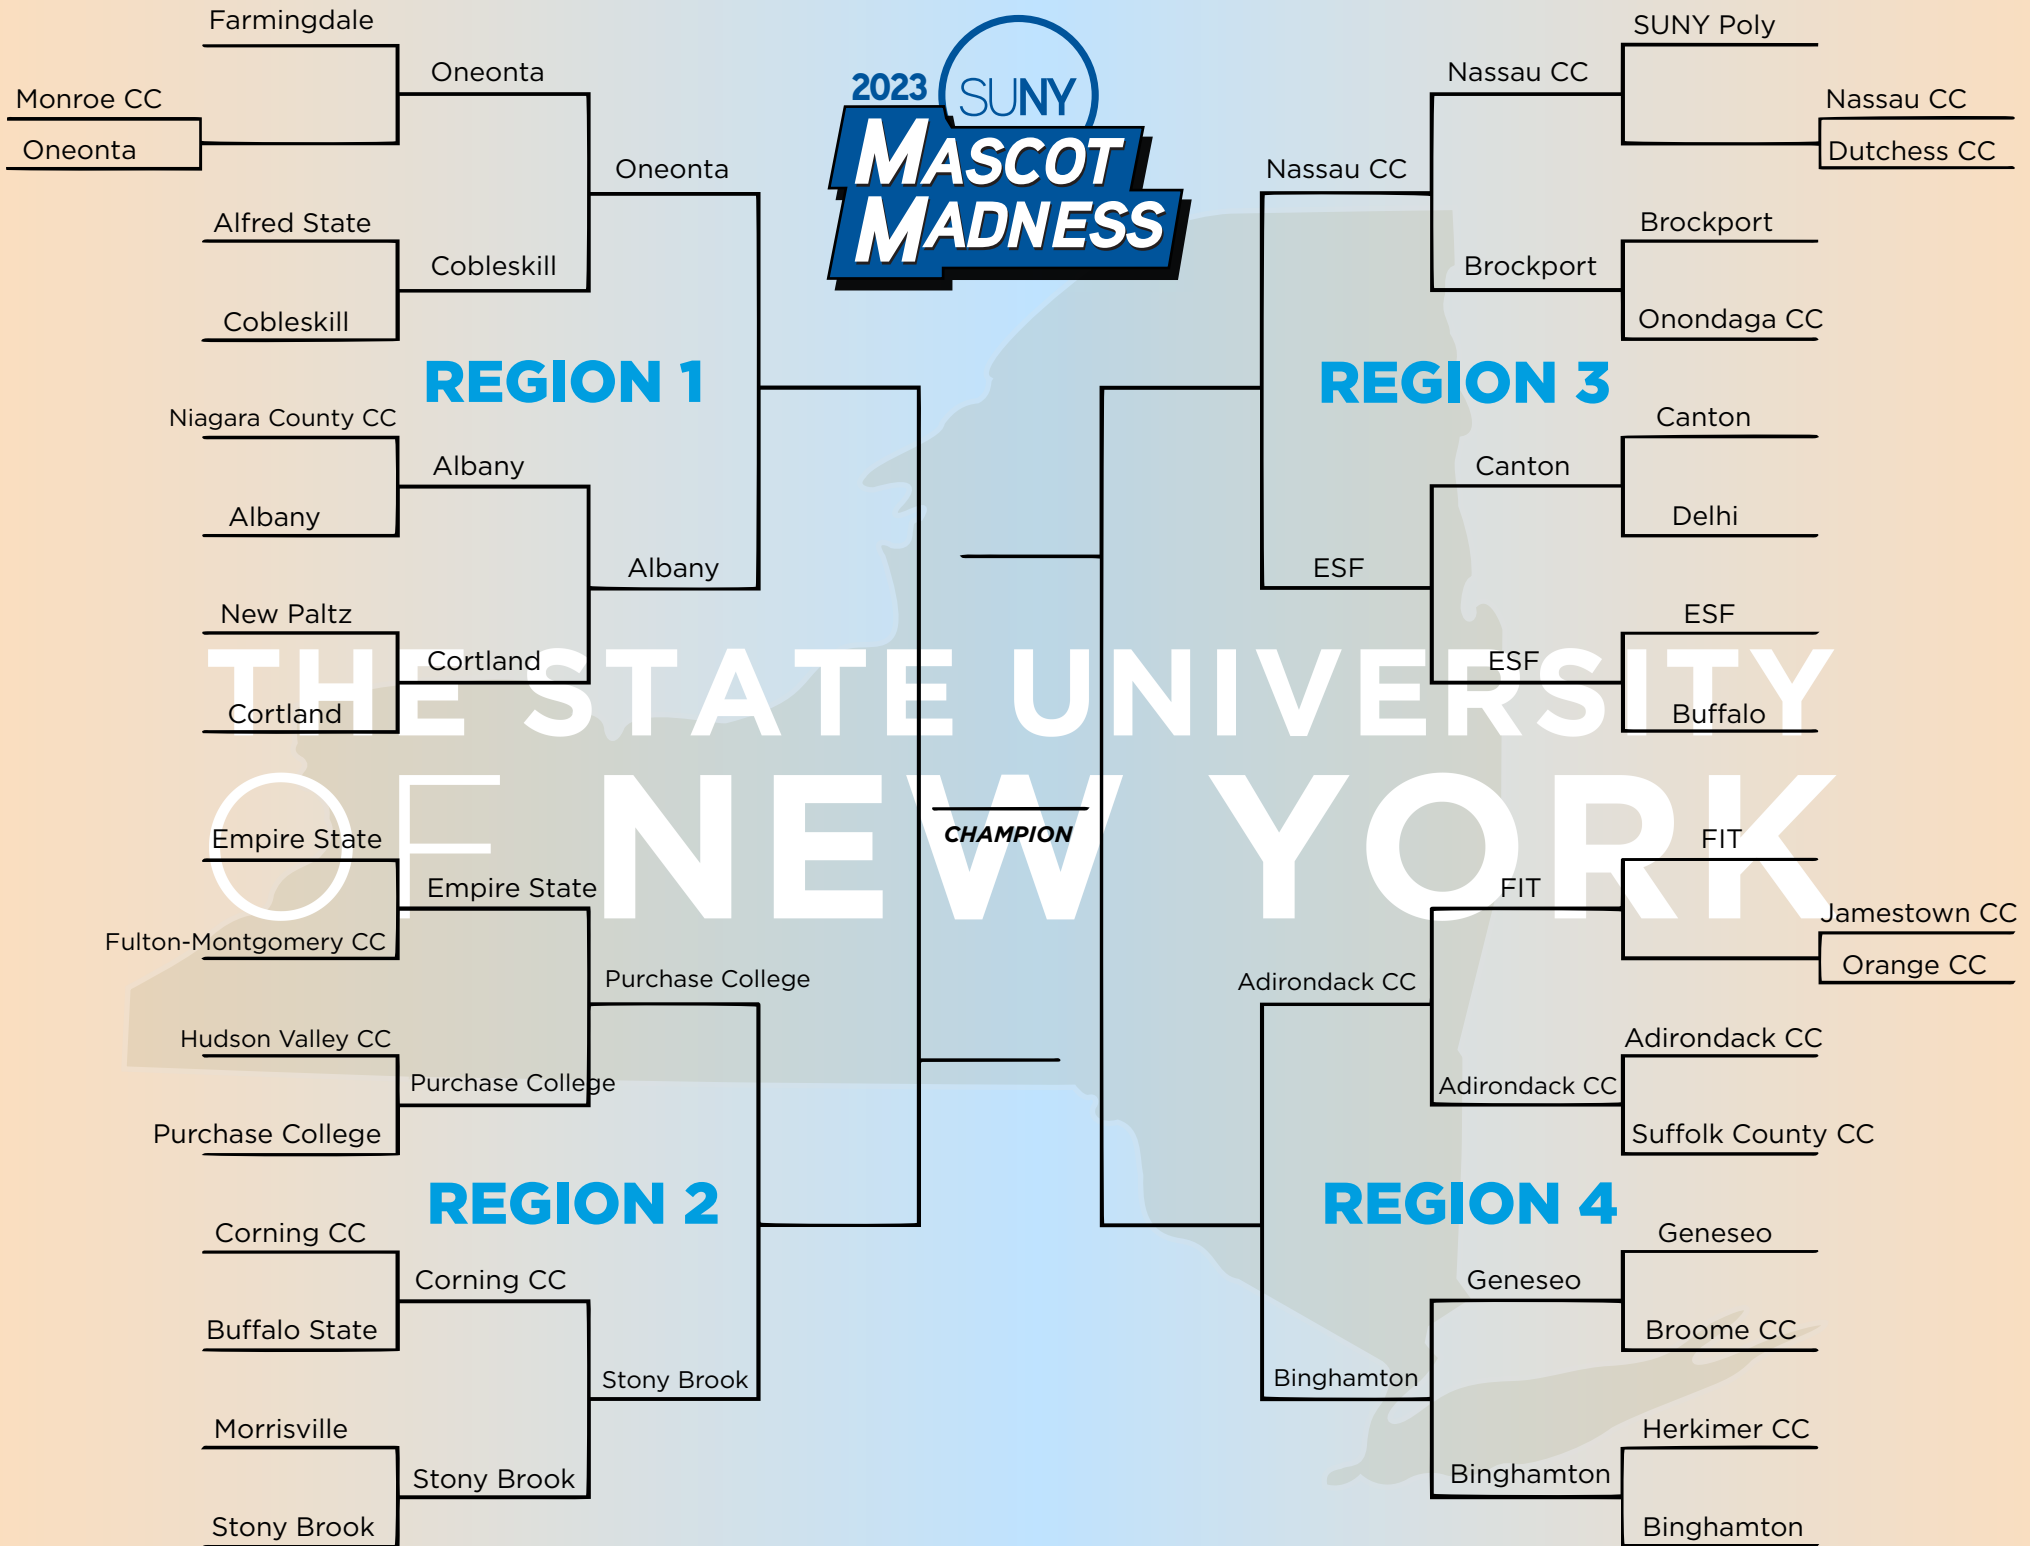 2023 SUNY
MASCOT
MADNESS
Farmingdale
Monroe CC
Oneonta
Oneonta
Alfred State
Cobleskill
Cobleskill
Oneonta
REGION 1
Niagara County CC
Albany
Albany
New Paltz
Cortland
Cortland
Albany
Empire State
Fulton-Montgomery CC
Empire State
Hudson Valley CC
Purchase College
Purchase College
Purchase College
REGION 2
Corning CC
Buffalo State
Corning CC
Morrisville
Stony Brook
Stony Brook
Stony Brook
THE STATE UNIVERSITY
OF NEW YORK
CHAMPION
SUNY Poly
Nassau CC
Dutchess CC
Nassau CC
Brockport
Onondaga CC
Brockport
Nassau CC
REGION 3
Canton
Delhi
Canton
ESF
Buffalo
ESF
ESF
FIT
Jamestown CC
Orange CC
FIT
Adirondack CC
Suffolk County CC
Adirondack CC
Adirondack CC
REGION 4
Geneseo
Broome CC
Geneseo
Herkimer CC
Binghamton
Binghamton
Binghamton